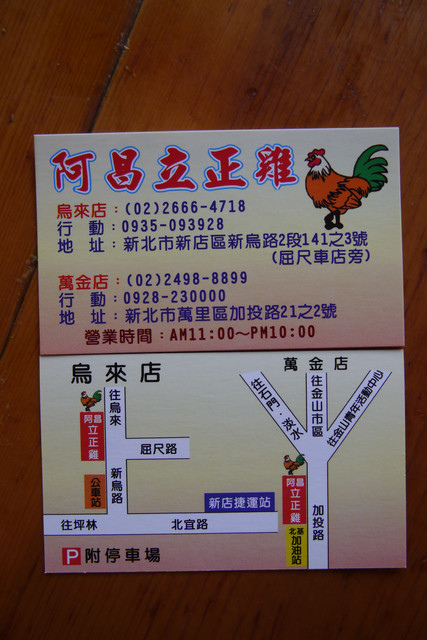 阿昌立正雞
烏來店：(02)2666-4718
行　動：0935-093928
地　址：新北市新店區新烏路2段141之3號
(屈尺車店旁)
萬金店：(02)2498-8899
行　動：0928-230000
地　址：新北市萬里區加投路21之2號
營業時間：AM11:00～PM10:00
烏來店
往烏來
阿昌立正雞
屈尺路
公車站
新烏路
新店捷運站
往坪林
北宜路
P附停車場
萬金店
往石門．淡水
往金山市區
往金山青年活動中心
阿昌立正雞
北基加油站
加投路